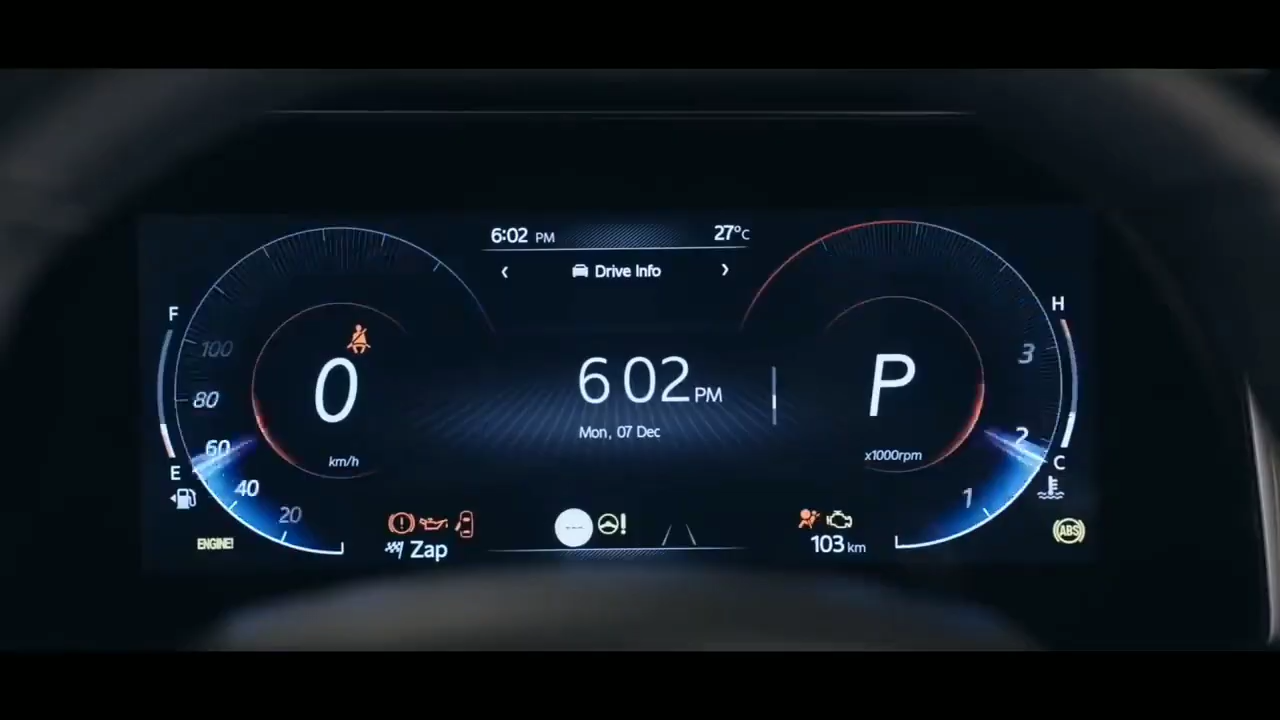 6:02 PM 27°C
‹ Drive Info ›
F
H
100
3
0
6 02 PM
P
80
Mon, 07 Dec
2
60
km/h
x1000rpm
E
C
40
1
20
ENGINE!
---
!
ABS
Zap
103 km